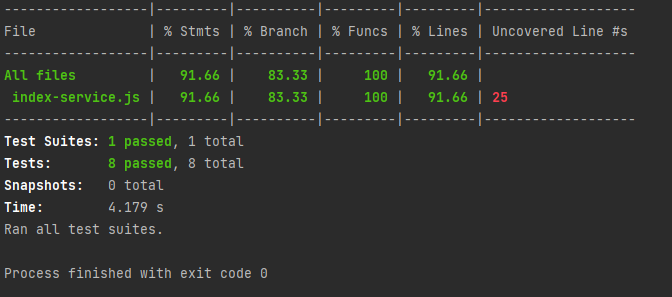 ------------------|---------|----------|---------|---------|-------------------
File              | % Stmts | % Branch | % Funcs | % Lines | Uncovered Line #s
------------------|---------|----------|---------|---------|-------------------
All files         |   91.66 |    83.33 |     100 |   91.66 |
 index-service.js |   91.66 |    83.33 |     100 |   91.66 | 25
------------------|---------|----------|---------|---------|-------------------
Test Suites: 1 passed, 1 total
Tests:       8 passed, 8 total
Snapshots:   0 total
Time:        4.179 s
Ran all test suites.
Process finished with exit code 0